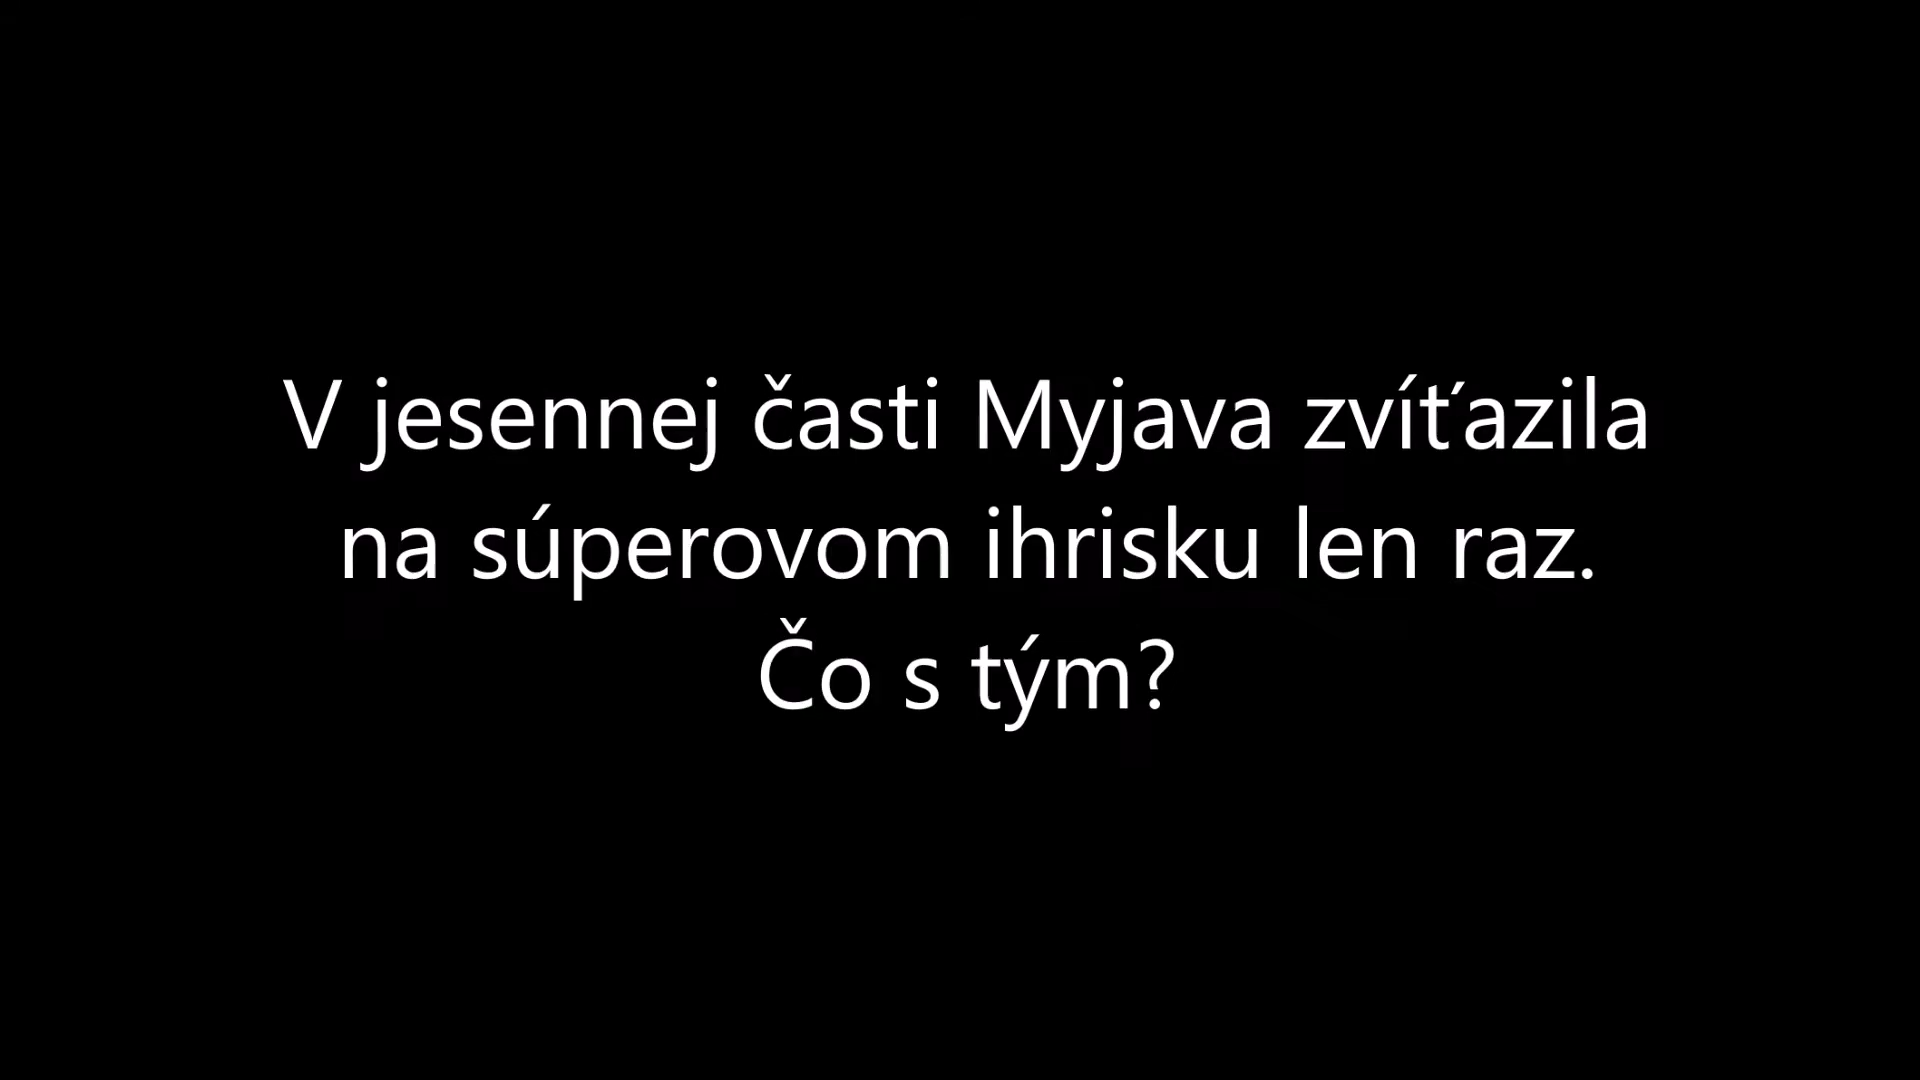 V jesennej časti Myjava zvíťazila
na súperovom ihrisku len raz.
Čo s tým?